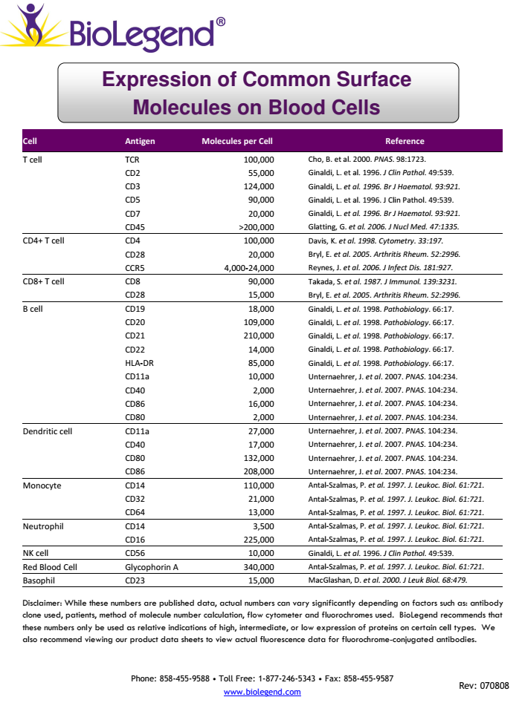 BioLegend®
Expression of Common Surface
Molecules on Blood Cells
Cell Antigen Molecules per Cell Reference
T cell TCR 100,000 Cho, B. et al. 2000. PNAS. 98:1723.
CD2 55,000 Ginaldi, L. et al. 1996. J Clin Pathol. 49:539.
CD3 124,000 Ginaldi, L. et al. 1996. Br J Haematol. 93:921.
CD5 90,000 Ginaldi, L. et al. 1996. J Clin Pathol. 49:539.
CD7 20,000 Ginaldi, L. et al. 1996. Br J Haematol. 93:921.
CD45 >200,000 Glatting, G. et al. 2006. J Nucl Med. 47:1335.
CD4+ T cell CD4 100,000 Davis, K. et al. 1998. Cytometry. 33:197.
CD28 20,000 Bryl, E. et al. 2005. Arthritis Rheum. 52:2996.
CCR5 4,000-24,000 Reynes, J. et al. 2006. J Infect Dis. 181:927.
CD8+ T cell CD8 90,000 Takada, S. et al. 1987. J Immunol. 139:3231.
CD28 15,000 Bryl, E. et al. 2005. Arthritis Rheum. 52:2996.
B cell CD19 18,000 Ginaldi, L. et al. 1998. Pathobiology. 66:17.
CD20 109,000 Ginaldi, L. et al. 1998. Pathobiology. 66:17.
CD21 210,000 Ginaldi, L. et al. 1998. Pathobiology. 66:17.
CD22 14,000 Ginaldi, L. et al. 1998. Pathobiology. 66:17.
HLA-DR 85,000 Ginaldi, L. et al. 1998. Pathobiology. 66:17.
CD11a 10,000 Unternaehrer, J. et al. 2007. PNAS. 104:234.
CD40 2,000 Unternaehrer, J. et al. 2007. PNAS. 104:234.
CD86 16,000 Unternaehrer, J. et al. 2007. PNAS. 104:234.
CD80 2,000 Unternaehrer, J. et al. 2007. PNAS. 104:234.
Dendritic cell CD11a 27,000 Unternaehrer, J. et al. 2007. PNAS. 104:234.
CD40 17,000 Unternaehrer, J. et al. 2007. PNAS. 104:234.
CD80 132,000 Unternaehrer, J. et al. 2007. PNAS. 104:234.
CD86 208,000 Unternaehrer, J. et al. 2007. PNAS. 104:234.
Monocyte CD14 110,000 Antal-Szalmas, P. et al. 1997. J. Leukoc. Biol. 61:721.
CD32 21,000 Antal-Szalmas, P. et al. 1997. J. Leukoc. Biol. 61:721.
CD64 13,000 Antal-Szalmas, P. et al. 1997. J. Leukoc. Biol. 61:721.
Neutrophil CD14 3,500 Antal-Szalmas, P. et al. 1997. J. Leukoc. Biol. 61:721.
CD16 225,000 Antal-Szalmas, P. et al. 1997. J. Leukoc. Biol. 61:721.
NK cell CD56 10,000 Ginaldi, L. et al. 1996. J Clin Pathol. 49:539.
Red Blood Cell Glycophorin A 340,000 Antal-Szalmas, P. et al. 1997. J. Leukoc. Biol. 61:721.
Basophil CD23 15,000 MacGlashan, D. et al. 2000. J Leuk Biol. 68:479.
Disclaimer: While these numbers are published data, actual numbers can vary significantly depending on factors such as: antibody
clone used, patients, method of molecule number calculation, flow cytometer and fluorochromes used. BioLegend recommends that
these numbers only be used as relative indications of high, intermediate, or low expression of proteins on certain cell types. We
also recommend viewing our product data sheets to view actual fluorescence data for fluorochrome-conjugated antibodies.
Phone: 858-455-9588 • Toll Free: 1-877-246-5343 • Fax: 858-455-9587
www.biolegend.com
Rev: 070808